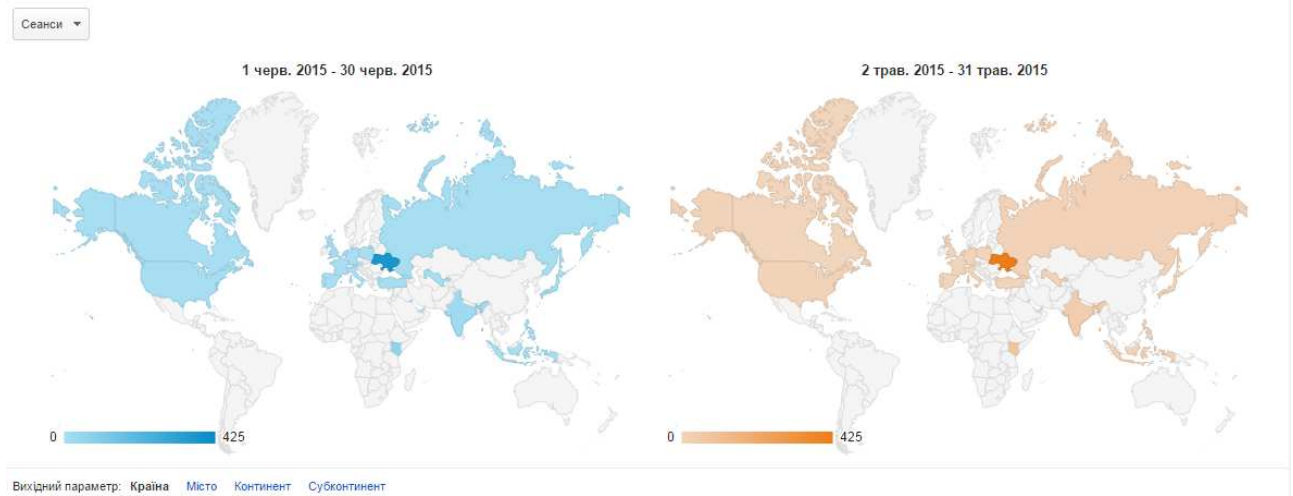 Сеанси
1 черв. 2015 - 30 черв. 2015
2 трав. 2015 - 31 трав. 2015
0 425
0 425
Вихідний параметр: Країна Місто Континент Субконтинент